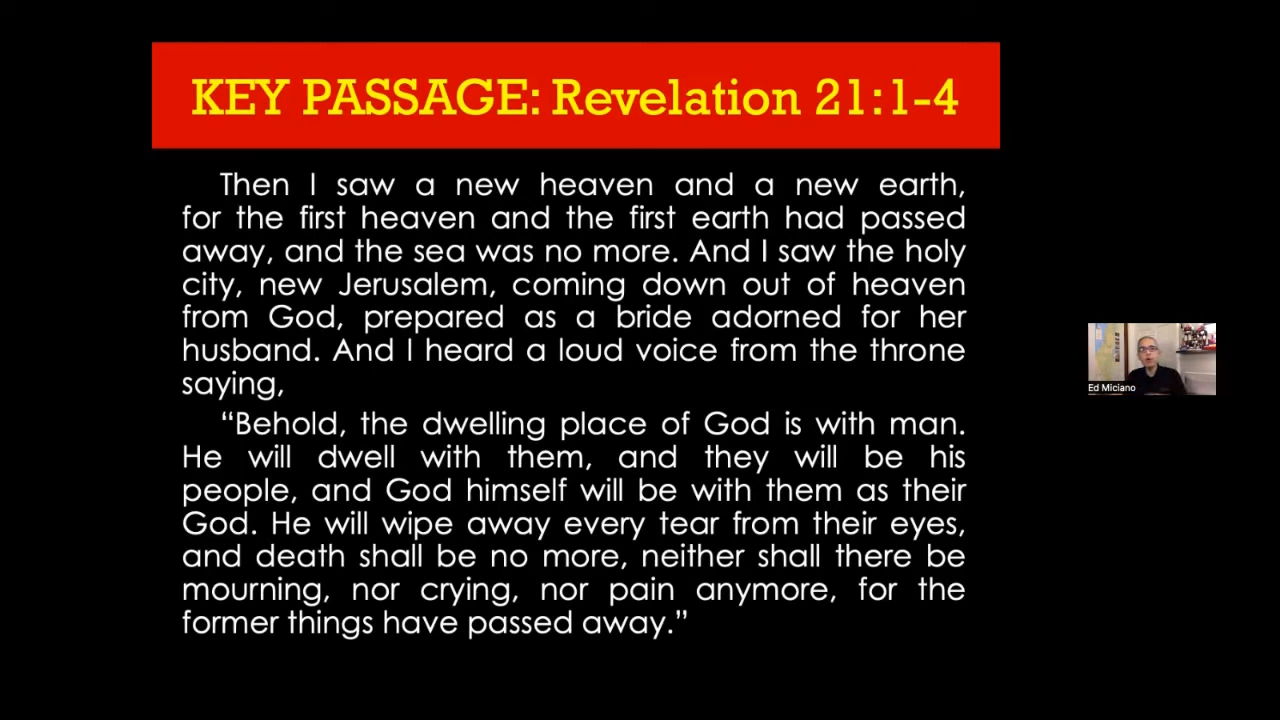 KEY PASSAGE: Revelation 21:1-4
Then I saw a new heaven and a new earth,
for the first heaven and the first earth had passed
away, and the sea was no more. And I saw the holy
city, new Jerusalem, coming down out of heaven
from God, prepared as a bride adorned for her
husband. And I heard a loud voice from the throne
saying,
“Behold, the dwelling place of God is with man.
He will dwell with them, and they will be his
people, and God himself will be with them as their
God. He will wipe away every tear from their eyes,
and death shall be no more, neither shall there be
mourning, nor crying, nor pain anymore, for the
former things have passed away.”
Ed Miciano